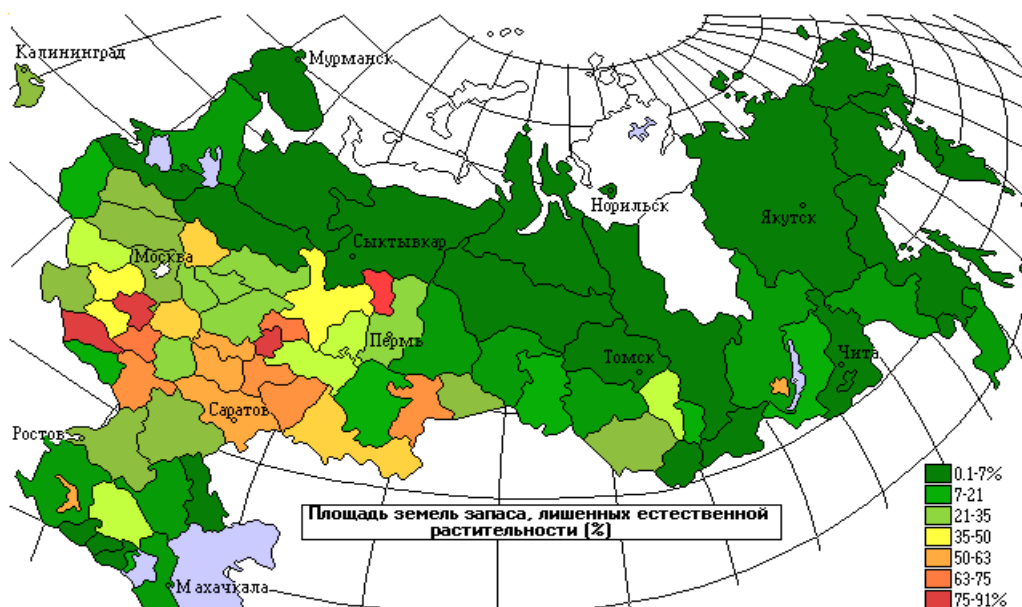 Калининград
Мурманск
Норильск
Якутск
Сыктывкар
Москва
Пермь
Томск
Чита
Саратов
Ростов
Махачкала
Площадь земель запаса, лишенных естественной
растительности (%)
0.1-7%
7-21
21-35
35-50
50-63
63-75
75-91%